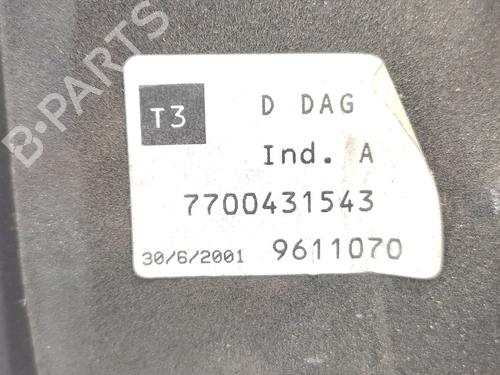 B-PARTS
T3
D DAG
Ind. A
7700431543
30/6/2001 9611070